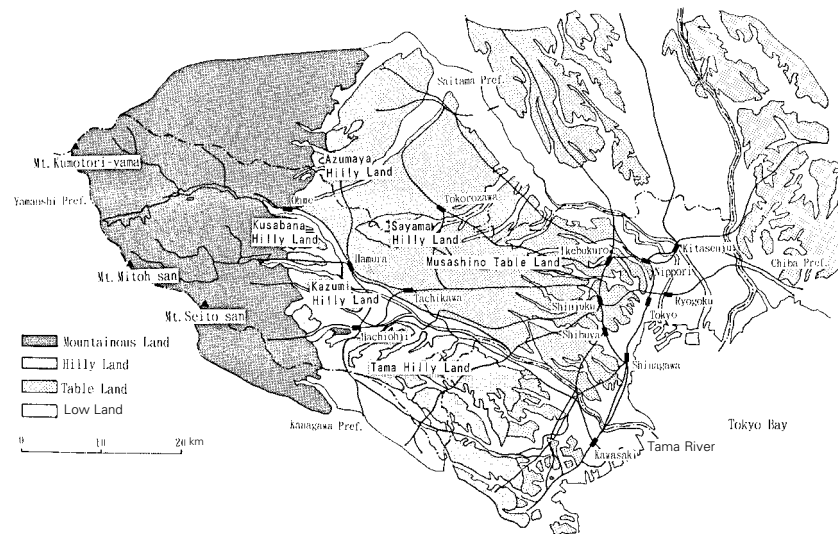 Saitama Pref.
Mt. Kumotori-yama
Azumaya
Hilly Land
Yamanshi Pref.
Ohme
Tokorozawa
Kusabana
Hilly Land
Sayama
Hilly Land
Ikebukuro
Kitasenju
Musashino Table Land
Nippori
Chiba Pref.
Mt. Mitoh san
Hamura
Kazumi
Hilly Land
Tachikawa
Ryogoku
Mt. Seito san
Shinjuku
Tokyo
Hachiohji
Shibuya
Mountainous Land
Hilly Land
Table Land
Low Land
Tama Hilly Land
Shinagawa
Kanagawa Pref.
Tokyo Bay
0 10 20 km
Tama River
Kawasaki